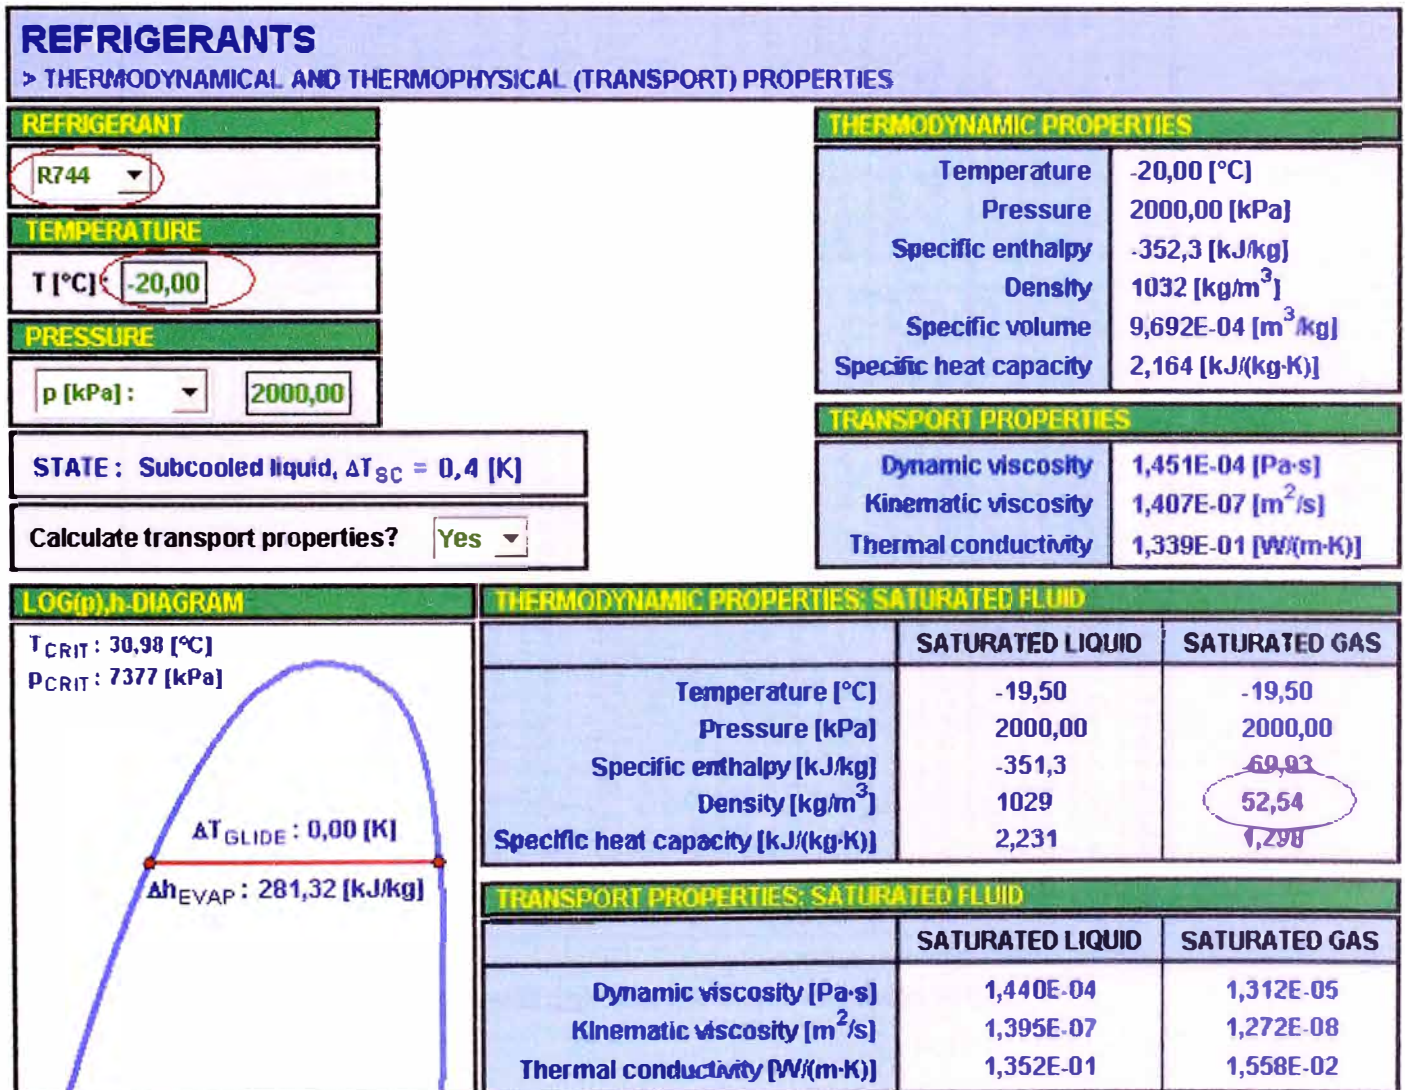 REFRIGERANTS
> THERMODYNAMICAL AND THERMOPHYSICAL (TRANSPORT) PROPERTIES
REFRIGERANT
R744
TEMPERATURE
T [°C] : -20,00
PRESSURE
p [kPa] : 2000,00
STATE : Subcooled liquid, ΔT_SC = 0,4 [K]
Calculate transport properties? Yes
THERMODYNAMIC PROPERTIES
Temperature -20,00 [°C]
Pressure 2000,00 [kPa]
Specific enthalpy -352,3 [kJ/kg]
Density 1032 [kg/m³]
Specific volume 9,692E-04 [m³/kg]
Specific heat capacity 2,164 [kJ/(kg·K)]
TRANSPORT PROPERTIES
Dynamic viscosity 1,451E-04 [Pa·s]
Kinematic viscosity 1,407E-07 [m²/s]
Thermal conductivity 1,339E-01 [W/(m·K)]
LOG(p),h-DIAGRAM
T_CRIT : 30,98 [°C]
p_CRIT : 7377 [kPa]
ΔT_GLIDE : 0,00 [K]
Δh_EVAP : 281,32 [kJ/kg]
THERMODYNAMIC PROPERTIES: SATURATED FLUID
SATURATED LIQUID SATURATED GAS
Temperature [°C] -19,50 -19,50
Pressure [kPa] 2000,00 2000,00
Specific enthalpy [kJ/kg] -351,3 -69,93
Density [kg/m³] 1029 52,54
Specific heat capacity [kJ/(kg·K)] 2,231 1,298
TRANSPORT PROPERTIES: SATURATED FLUID
SATURATED LIQUID SATURATED GAS
Dynamic viscosity [Pa·s] 1,440E-04 1,312E-05
Kinematic viscosity [m²/s] 1,395E-07 1,272E-08
Thermal conductivity [W/(m·K)] 1,352E-01 1,558E-02